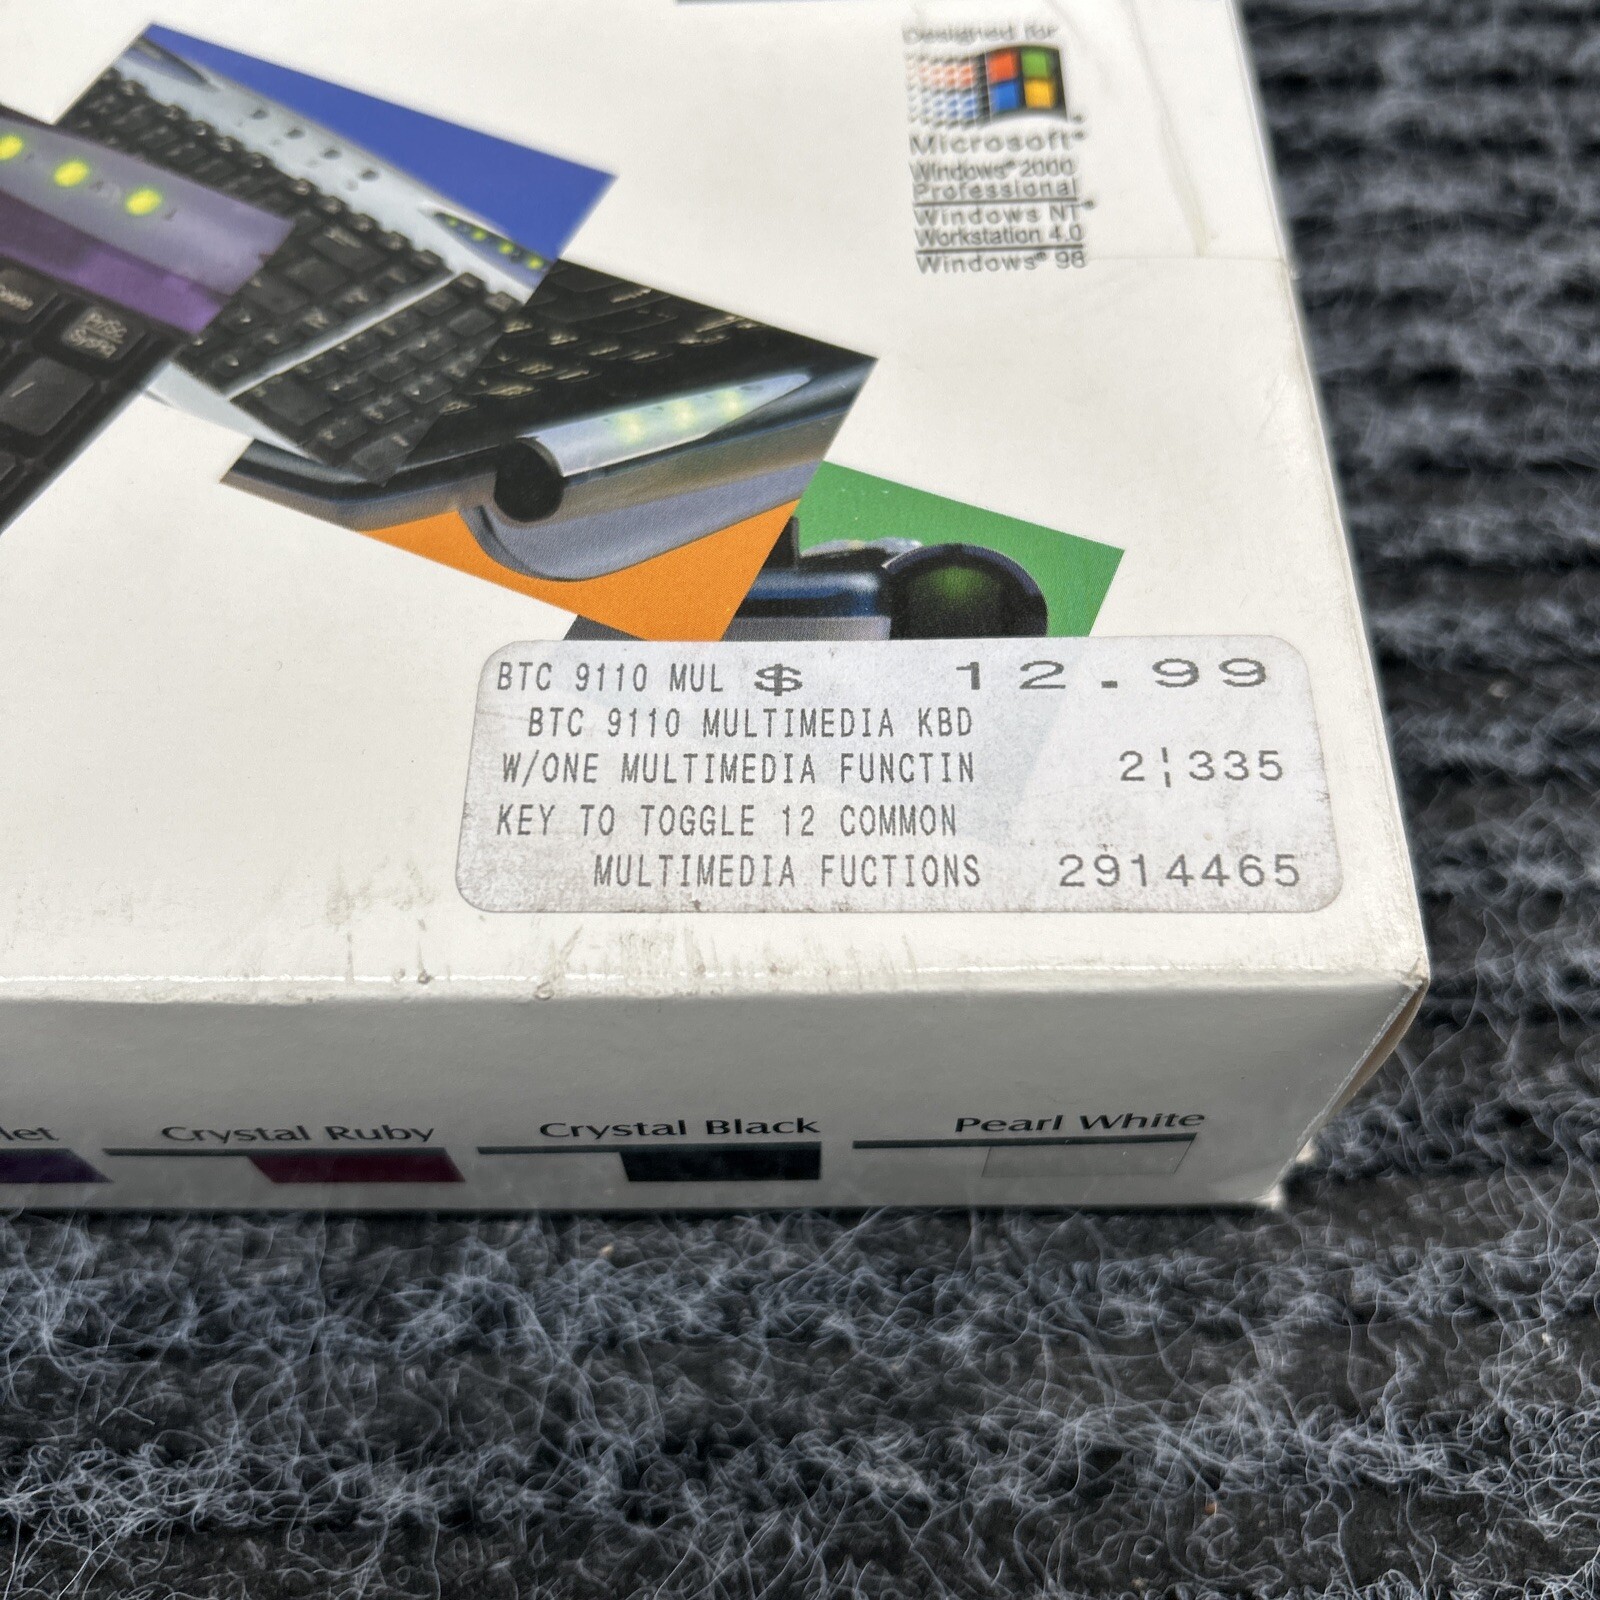 Designed for
Microsoft®
Windows® 2000
Professional
Windows NT®
Workstation 4.0
Windows® 98
BTC 9110 MUL $ 12.99
BTC 9110 MULTIMEDIA KBD
W/ONE MULTIMEDIA FUNCTIN 2¦335
KEY TO TOGGLE 12 COMMON
MULTIMEDIA FUCTIONS 2914465
let Crystal Ruby Crystal Black Pearl White